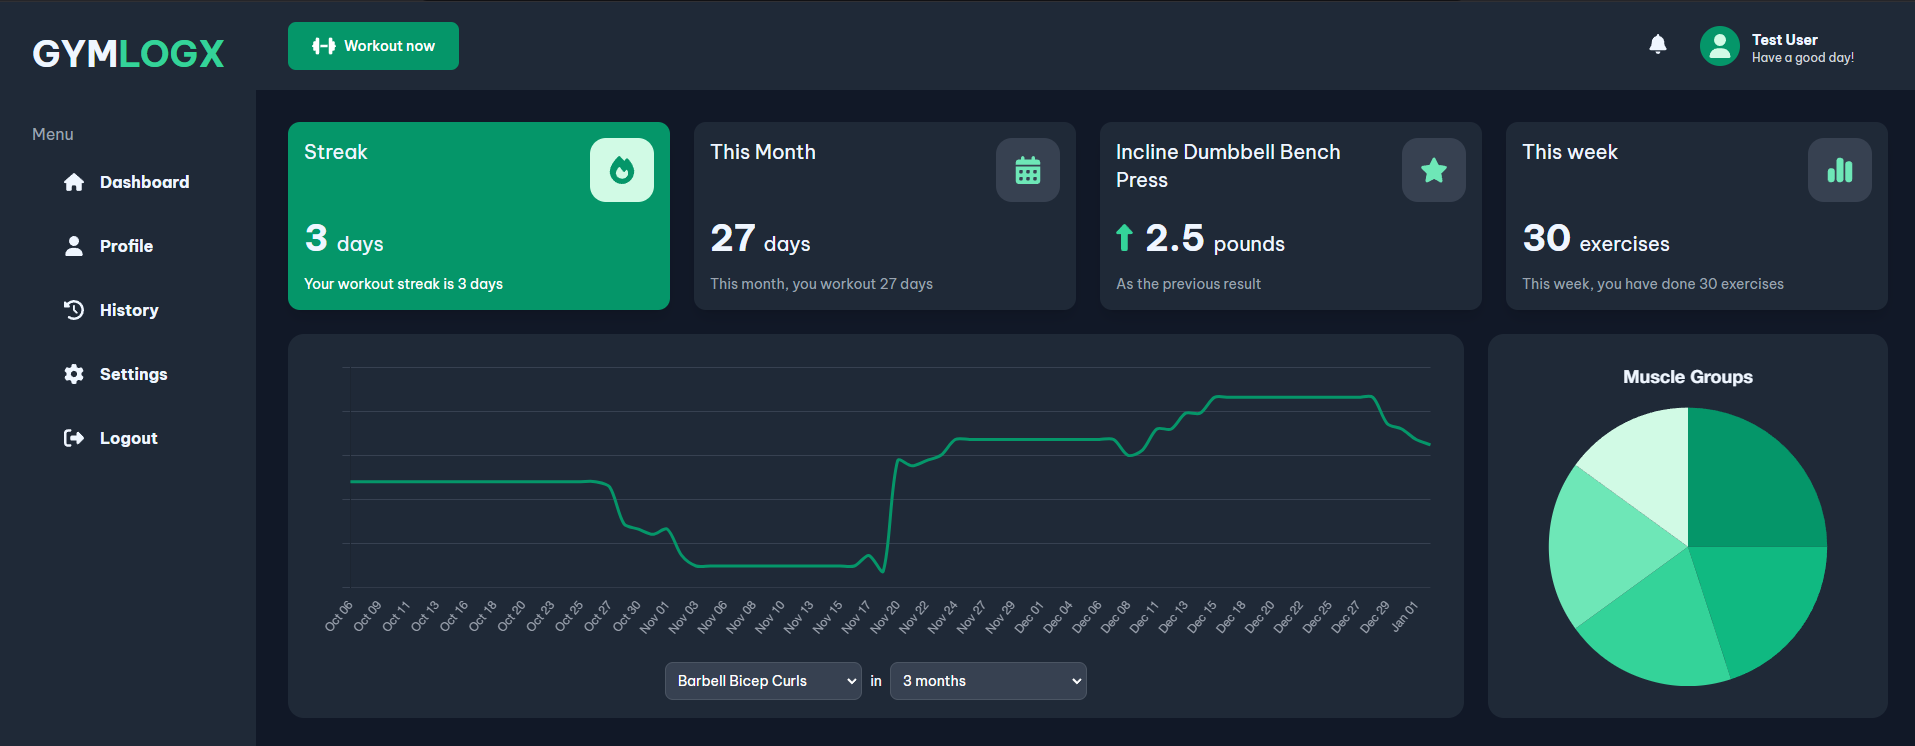 GYMLOGX
Workout now
Test User
Have a good day!
Menu
Dashboard
Profile
History
Settings
Logout
Streak
3 days
Your workout streak is 3 days
This Month
27 days
This month, you workout 27 days
Incline Dumbbell Bench
Press
2.5 pounds
As the previous result
This week
30 exercises
This week, you have done 30 exercises
Oct 06
Oct 09
Oct 11
Oct 13
Oct 16
Oct 18
Oct 20
Oct 23
Oct 25
Oct 27
Oct 30
Nov 01
Nov 03
Nov 06
Nov 08
Nov 10
Nov 13
Nov 15
Nov 17
Nov 20
Nov 22
Nov 24
Nov 27
Nov 29
Dec 01
Dec 04
Dec 06
Dec 08
Dec 11
Dec 13
Dec 15
Dec 18
Dec 20
Dec 22
Dec 25
Dec 27
Dec 29
Jan 01
Barbell Bicep Curls in 3 months
Muscle Groups